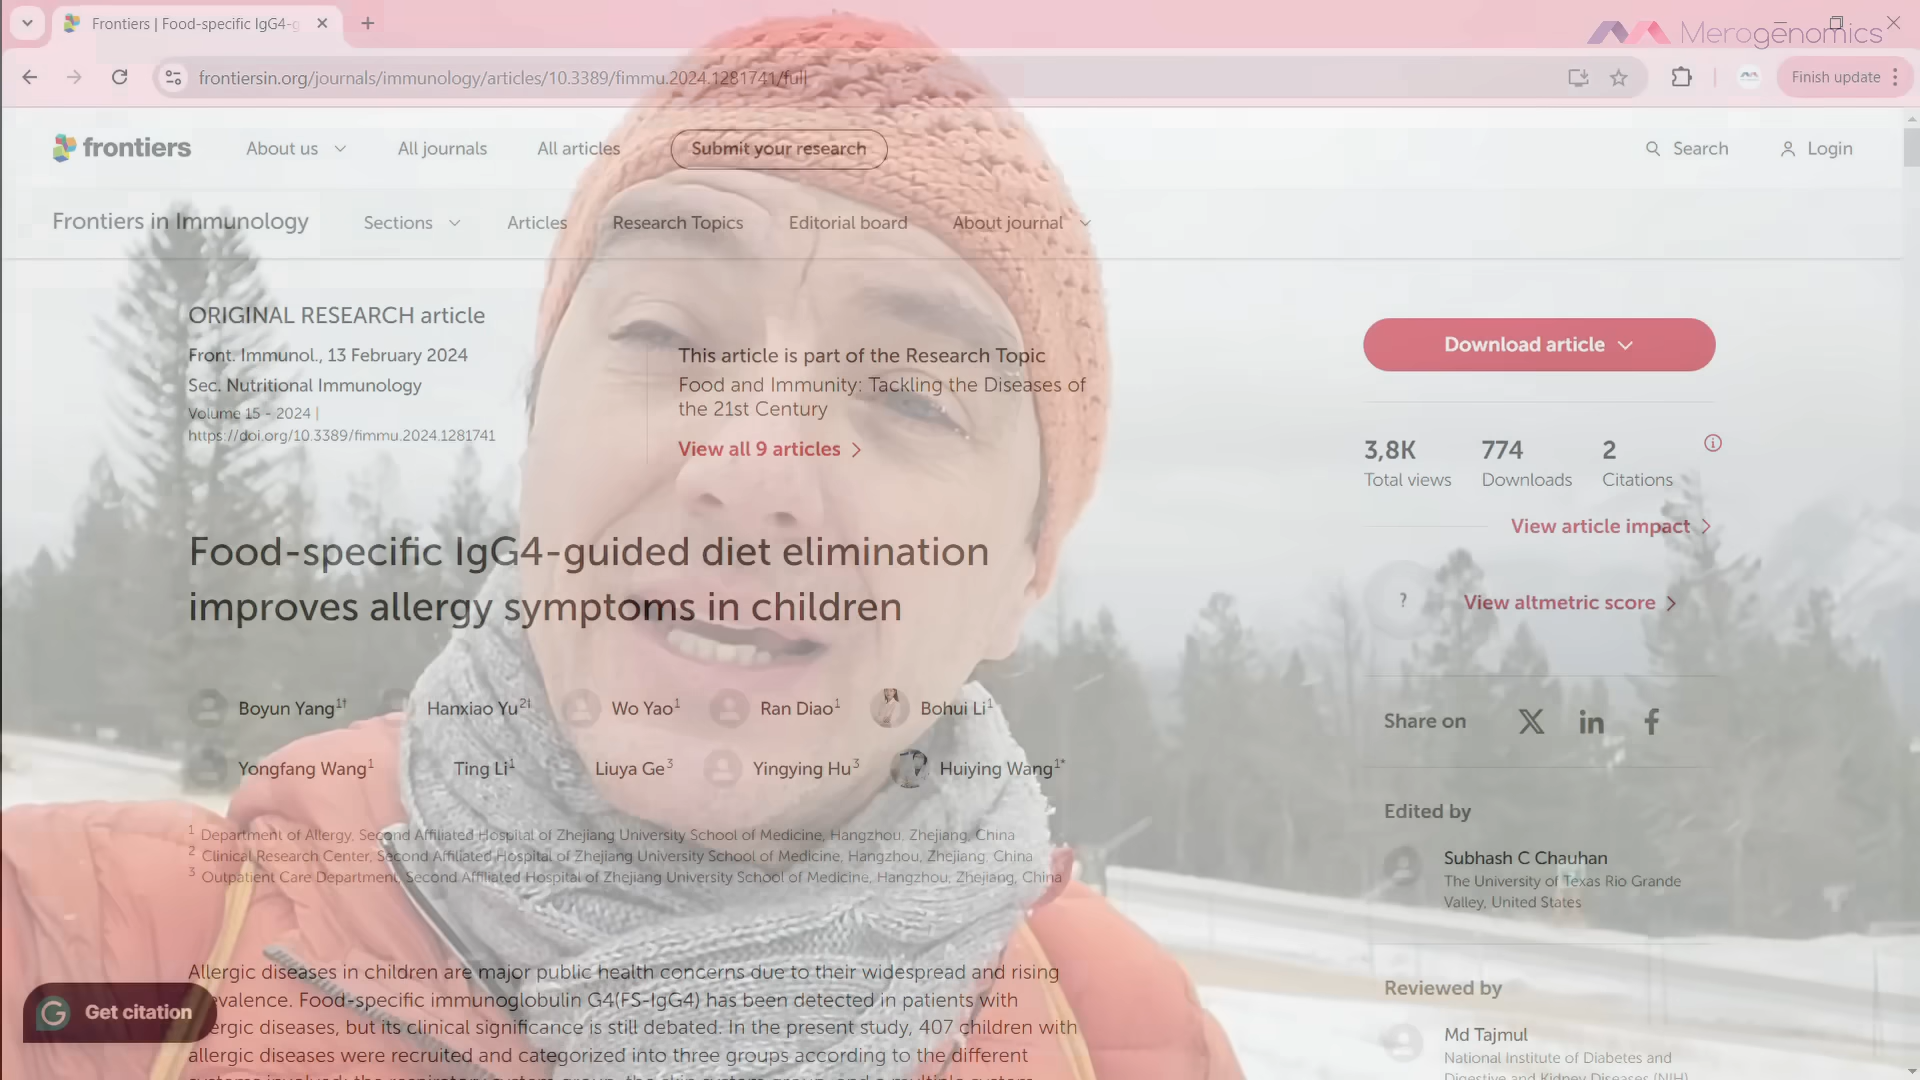 Frontiers | Food-specific IgG4-g
Merogenomics
frontiersin.org/journals/immunology/articles/10.3389/fimmu.2024.1281741/full
Finish update
frontiers
About us
All journals
All articles
Submit your research
Search
Login
Frontiers in Immunology
Sections
Articles
Research Topics
Editorial board
About journal
ORIGINAL RESEARCH article
Front. Immunol., 13 February 2024
Sec. Nutritional Immunology
Volume 15 - 2024 |
https://doi.org/10.3389/fimmu.2024.1281741
This article is part of the Research Topic
Food and Immunity: Tackling the Diseases of
the 21st Century
View all 9 articles
Download article
3,8K
Total views
774
Downloads
2
Citations
View article impact
?
View altmetric score
Food-specific IgG4-guided diet elimination
improves allergy symptoms in children
Boyun Yang1† Hanxiao Yu2† Wo Yao1 Ran Diao1 Bohui Li1
Yongfang Wang1 Ting Li1 Liuya Ge3 Yingying Hu3 Huiying Wang1*
1 Department of Allergy, Second Affiliated Hospital of Zhejiang University School of Medicine, Hangzhou, Zhejiang, China
2 Clinical Research Center, Second Affiliated Hospital of Zhejiang University School of Medicine, Hangzhou, Zhejiang, China
3 Outpatient Care Department, Second Affiliated Hospital of Zhejiang University School of Medicine, Hangzhou, Zhejiang, China
Share on
Edited by
Subhash C Chauhan
The University of Texas Rio Grande
Valley, United States
Reviewed by
Md Tajmul
National Institute of Diabetes and
Digestive and Kidney Diseases (NIH)
Allergic diseases in children are major public health concerns due to their widespread and rising
evalence. Food-specific immunoglobulin G4(FS-IgG4) has been detected in patients with
ergic diseases, but its clinical significance is still debated. In the present study, 407 children with
allergic diseases were recruited and categorized into three groups according to the different
Get citation